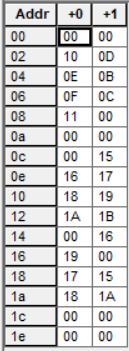 Addr +0 +1
00 00 00
02 10 0D
04 0E 0B
06 0F 0C
08 11 00
0a 00 00
0c 00 15
0e 16 17
10 18 19
12 1A 1B
14 00 16
16 19 00
18 17 15
1a 18 1A
1c 00 00
1e 00 00